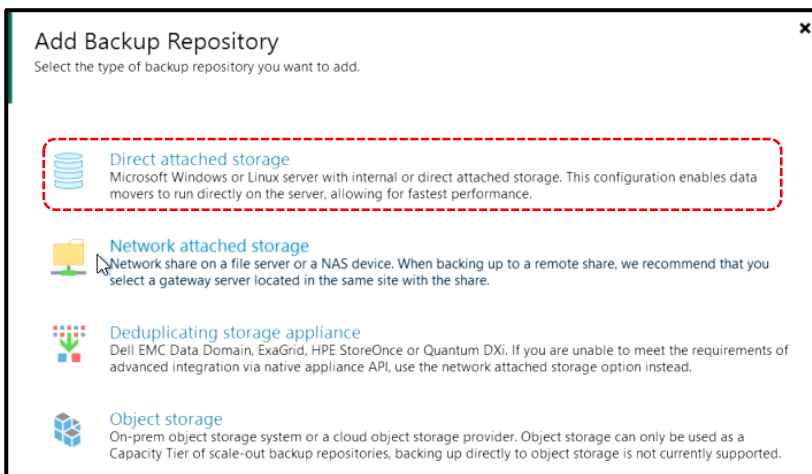 Add Backup Repository
Select the type of backup repository you want to add.
Direct attached storage
Microsoft Windows or Linux server with internal or direct attached storage. This configuration enables data
movers to run directly on the server, allowing for fastest performance.
Network attached storage
Network share on a file server or a NAS device. When backing up to a remote share, we recommend that you
select a gateway server located in the same site with the share.
Deduplicating storage appliance
Dell EMC Data Domain, ExaGrid, HPE StoreOnce or Quantum DXi. If you are unable to meet the requirements of
advanced integration via native appliance API, use the network attached storage option instead.
Object storage
On-prem object storage system or a cloud object storage provider. Object storage can only be used as a
Capacity Tier of scale-out backup repositories, backing up directly to object storage is not currently supported.